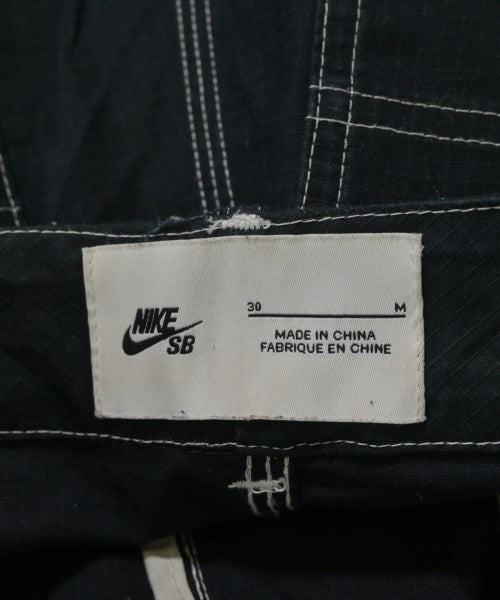 NIKE
SB
30 M
MADE IN CHINA
FABRIQUE EN CHINE